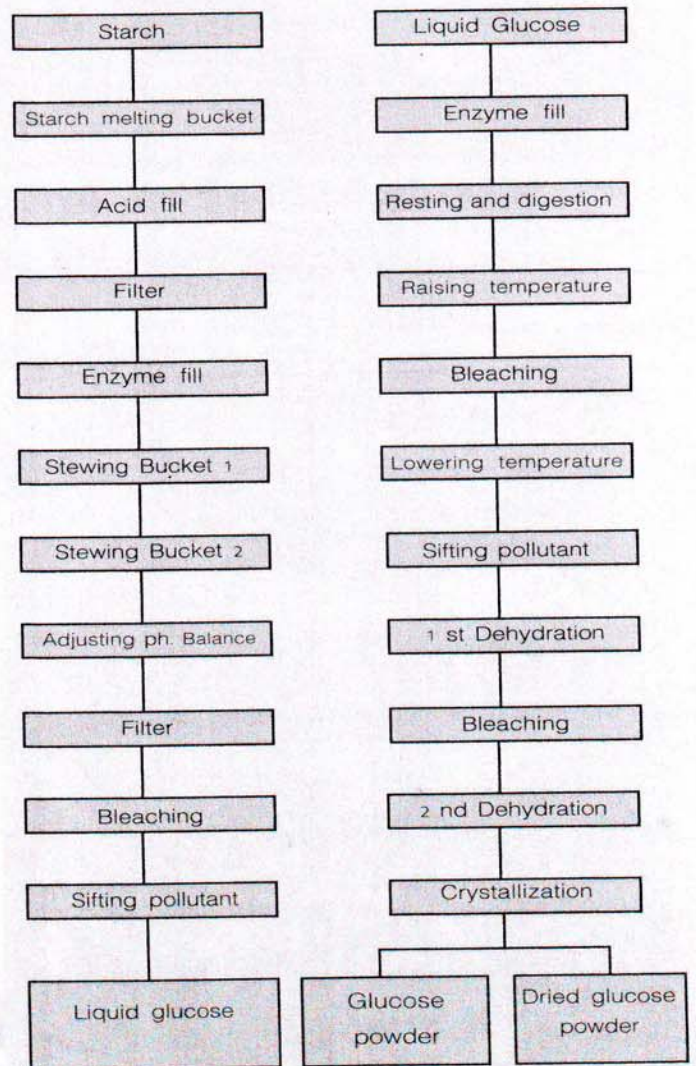 Starch
Starch melting bucket
Acid fill
Filter
Enzyme fill
Stewing Bucket 1
Stewing Bucket 2
Adjusting ph. Balance
Filter
Bleaching
Sifting pollutant
Liquid glucose
Liquid Glucose
Enzyme fill
Resting and digestion
Raising temperature
Bleaching
Lowering temperature
Sifting pollutant
1 st Dehydration
Bleaching
2 nd Dehydration
Crystallization
Glucose
powder
Dried glucose
powder